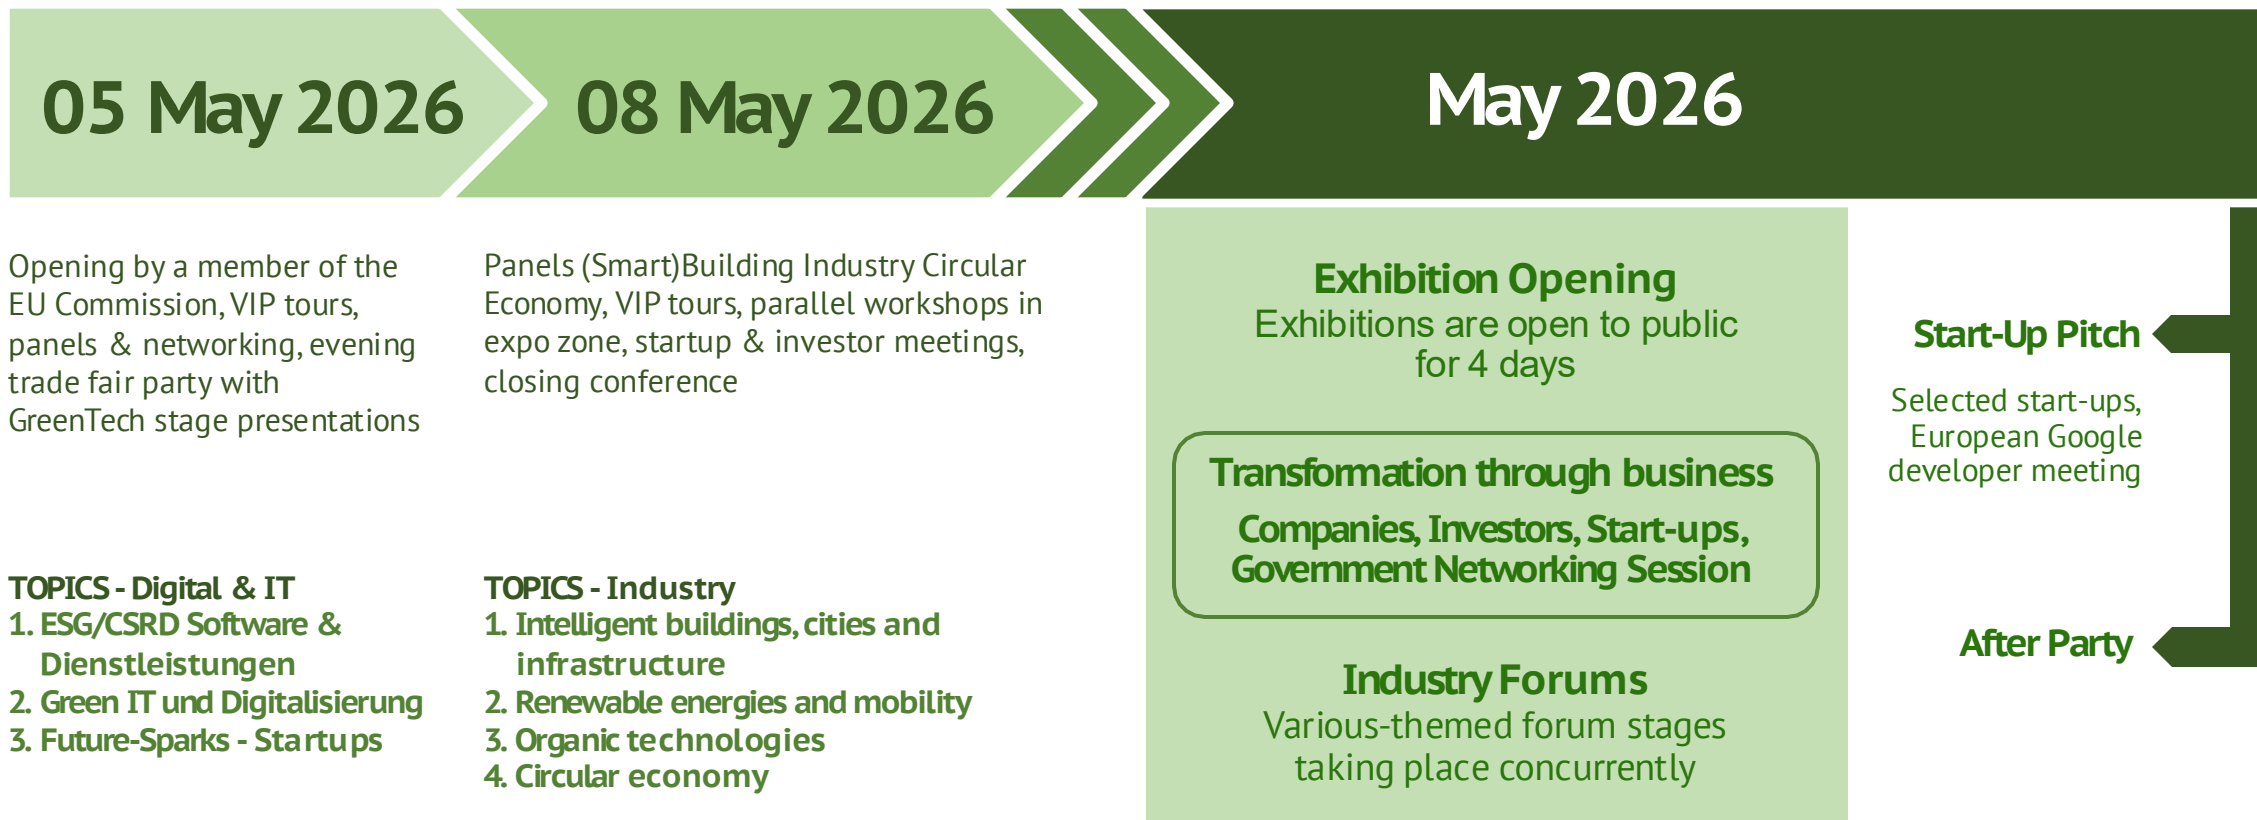 05 May 2026
08 May 2026
May 2026
Opening by a member of the
EU Commission, VIP tours,
panels & networking, evening
trade fair party with
GreenTech stage presentations
TOPICS - Digital & IT
1. ESG/CSRD Software &
Dienstleistungen
2. Green IT und Digitalisierung
3. Future-Sparks - Startups
Panels (Smart)Building Industry Circular
Economy, VIP tours, parallel workshops in
expo zone, startup & investor meetings,
closing conference
TOPICS - Industry
1. Intelligent buildings, cities and
infrastructure
2. Renewable energies and mobility
3. Organic technologies
4. Circular economy
Exhibition Opening
Exhibitions are open to public
for 4 days
Transformation through business
Companies, Investors, Start-ups,
Government Networking Session
Industry Forums
Various-themed forum stages
taking place concurrently
Start-Up Pitch
Selected start-ups,
European Google
developer meeting
After Party